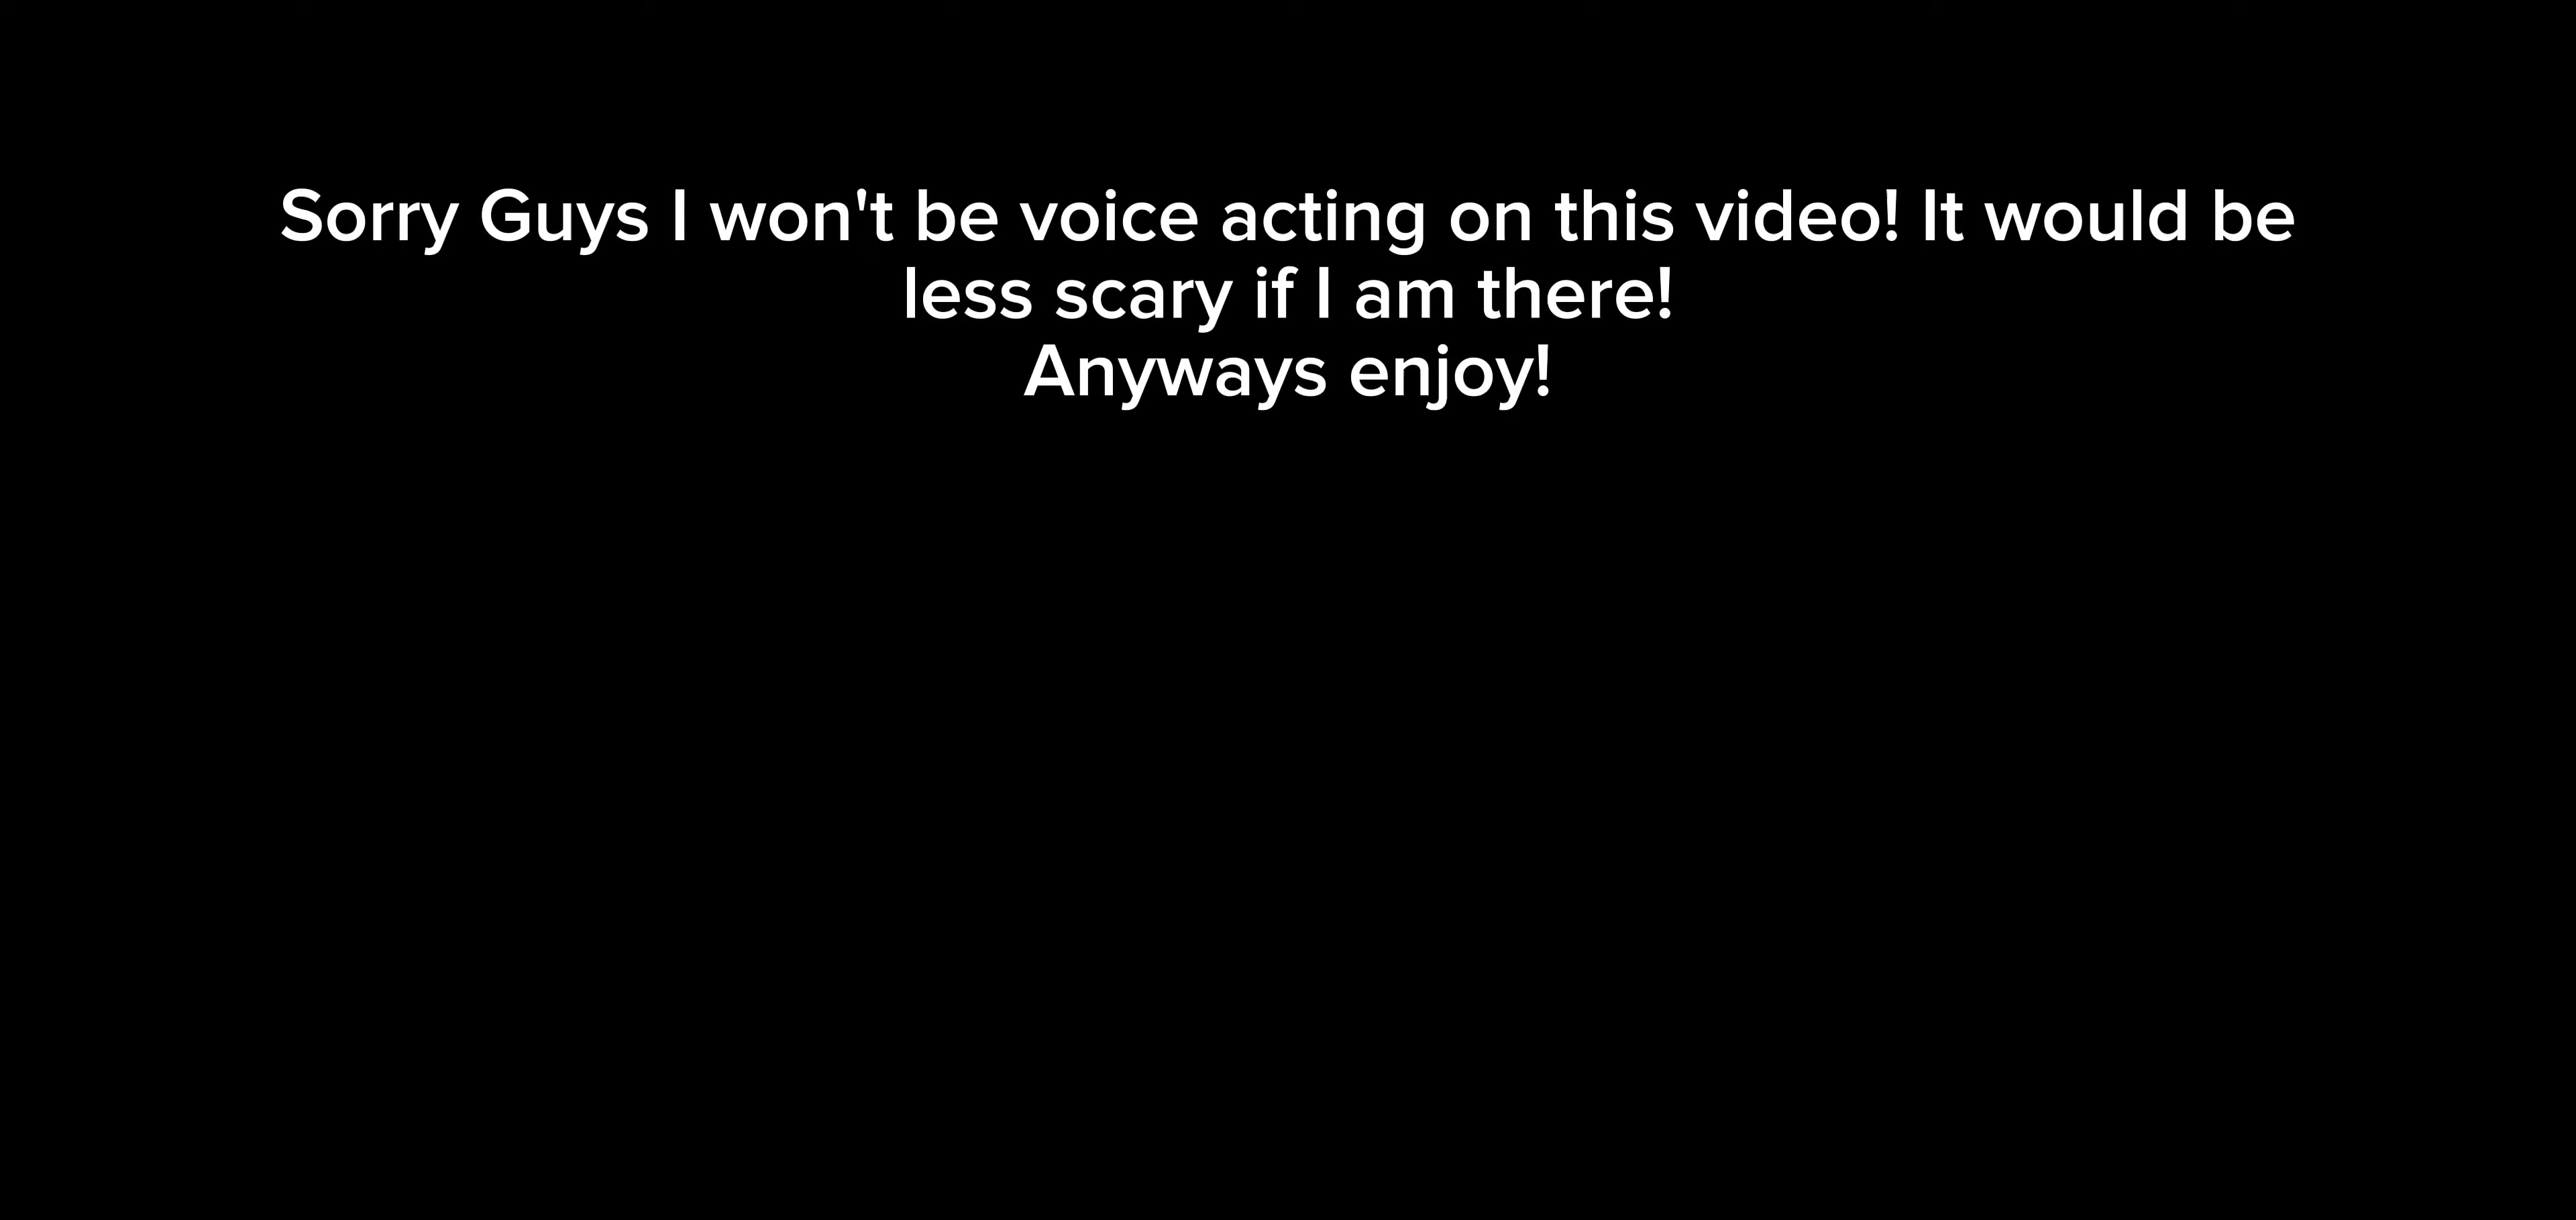 Sorry Guys I won't be voice acting on this video! It would be
less scary if I am there!
Anyways enjoy!